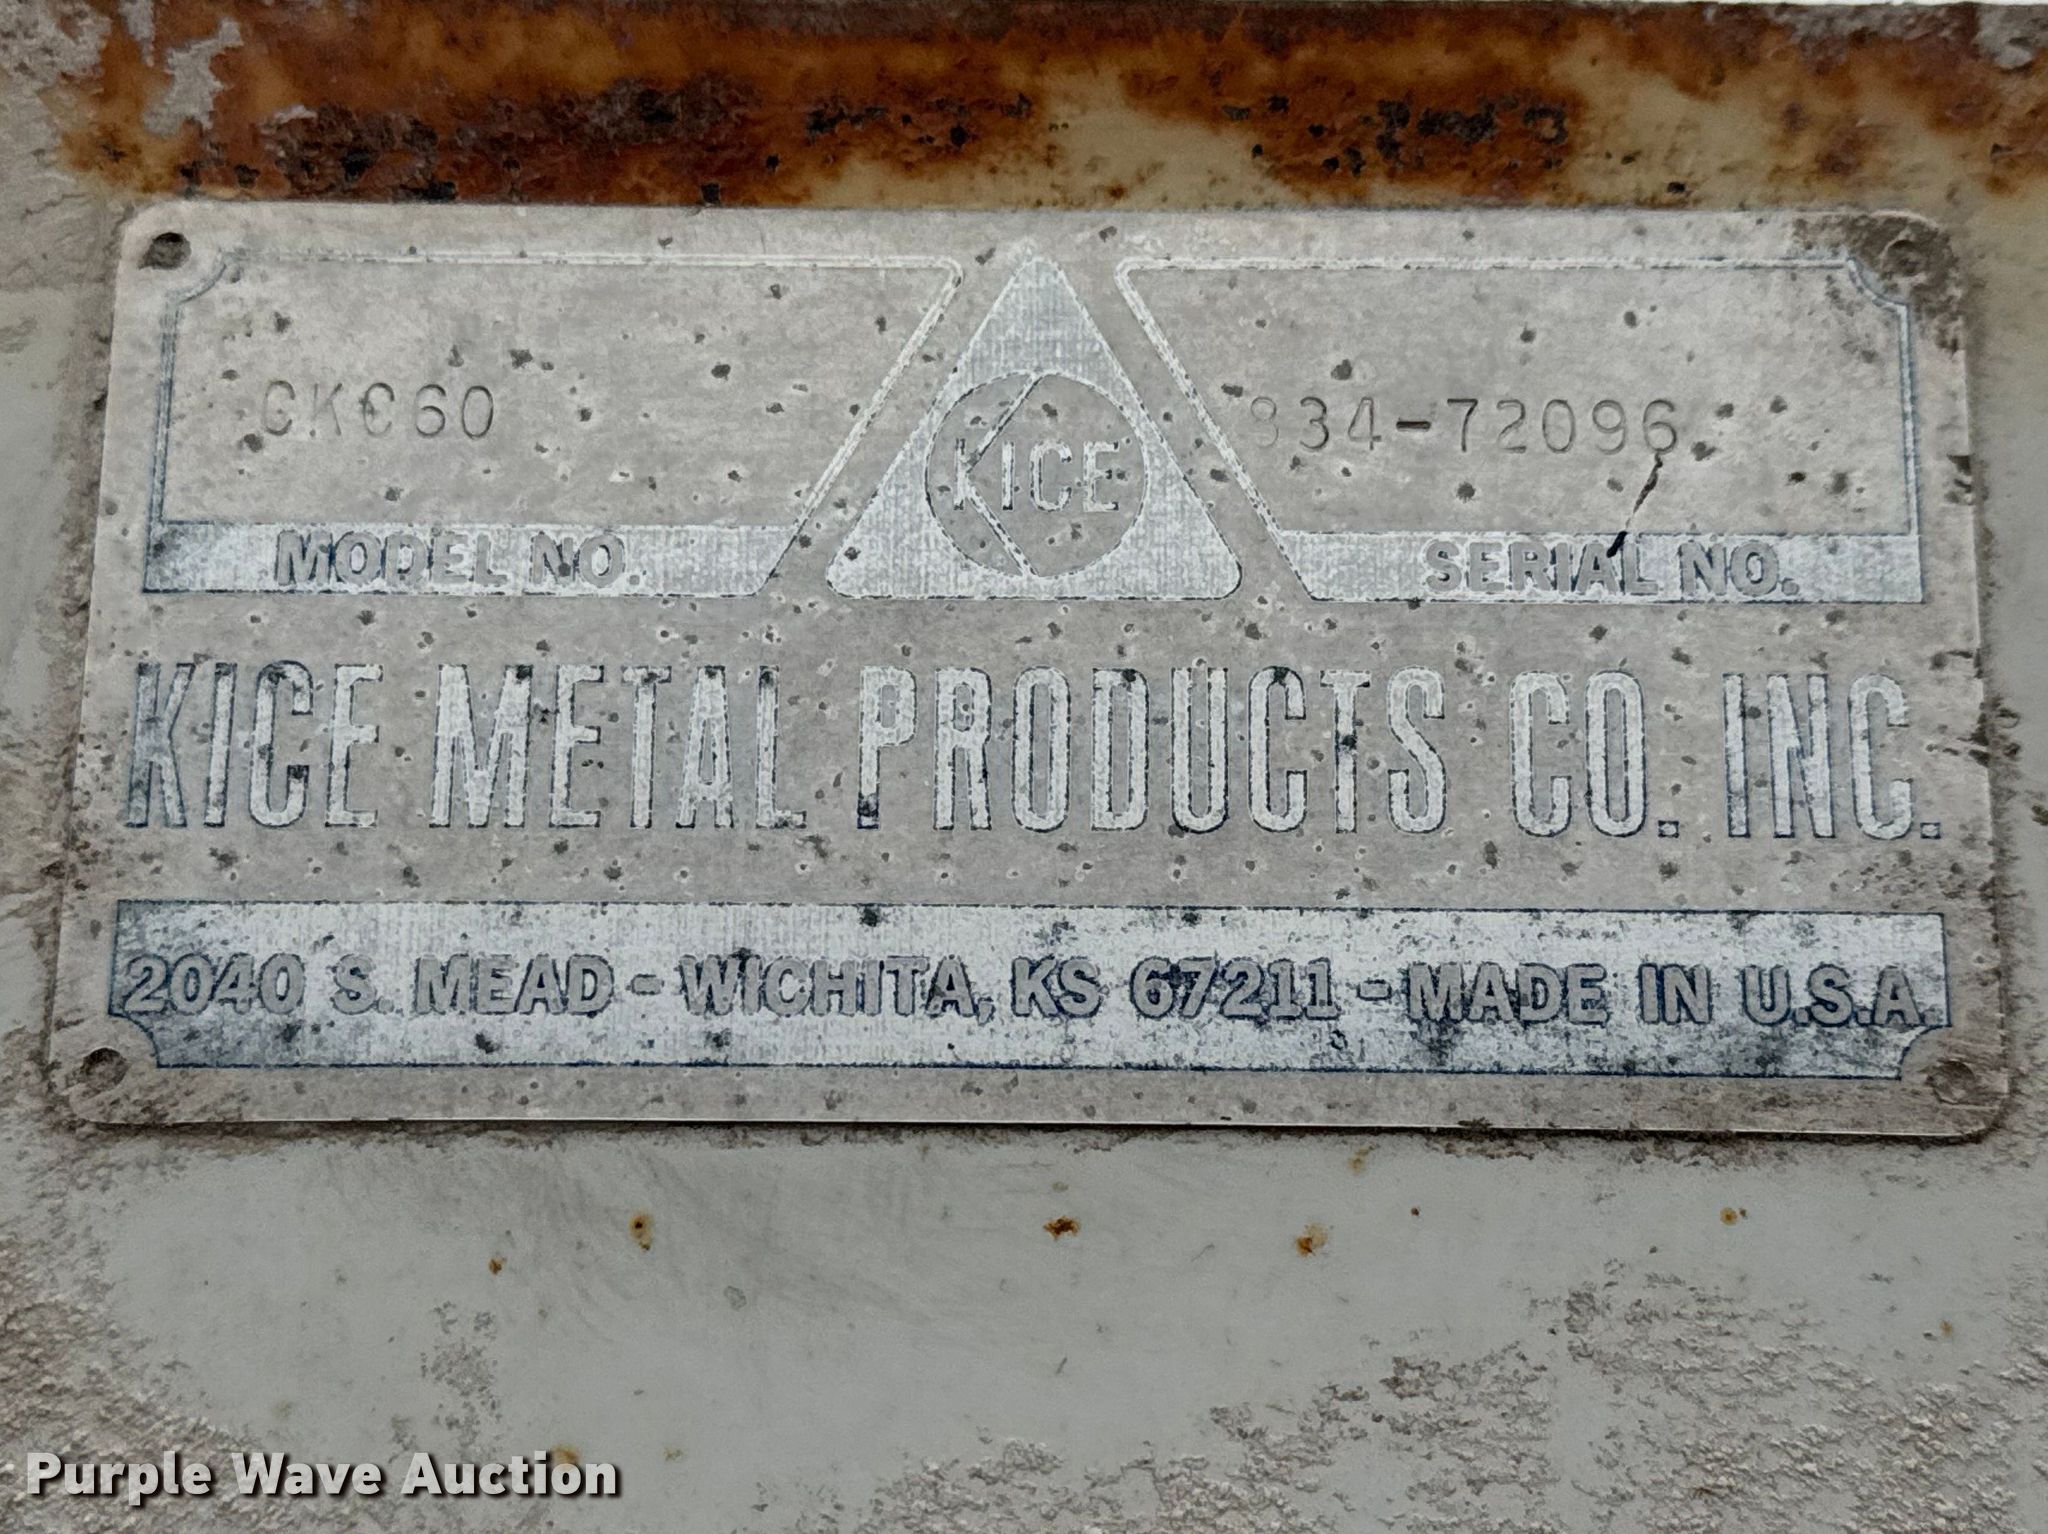 CKC60
KICE
834-72096
MODEL NO.
SERIAL NO.
KICE METAL PRODUCTS CO. INC.
2040 S. MEAD - WICHITA, KS 67211 - MADE IN U.S.A.
Purple Wave Auction